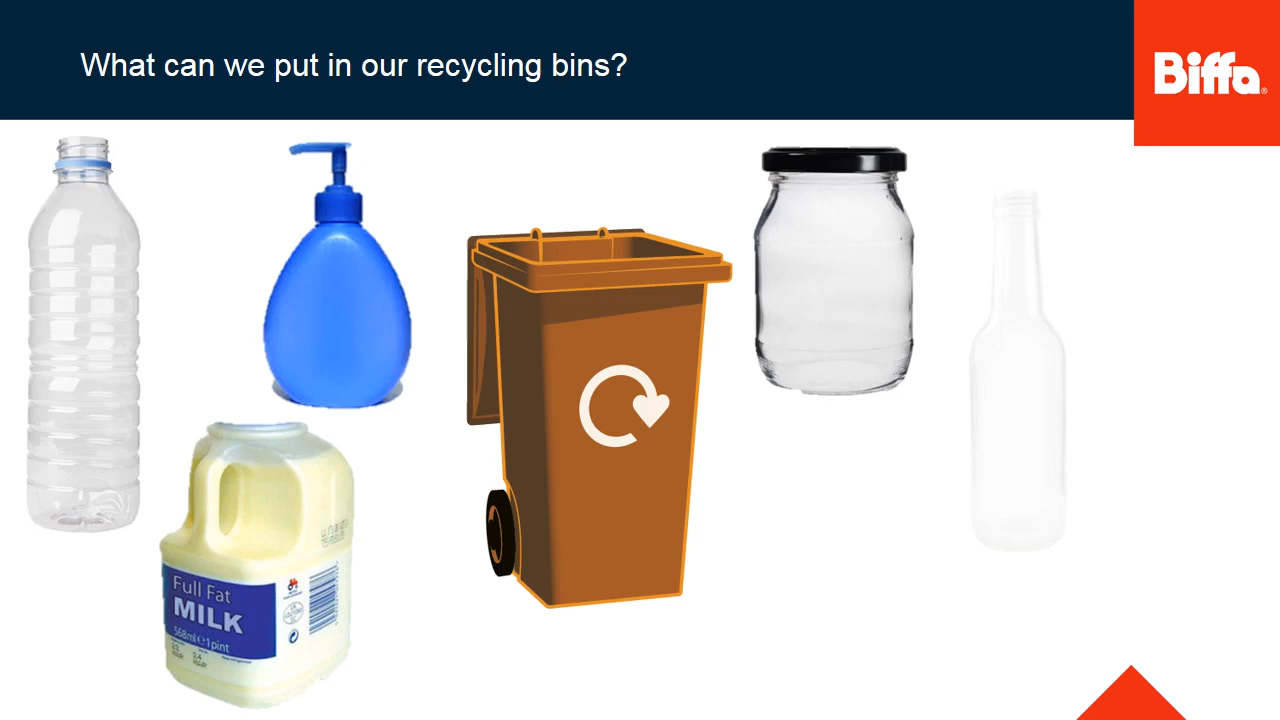 What can we put in our recycling bins?
Biffa®
Full Fat
MILK
568ml e 1pint